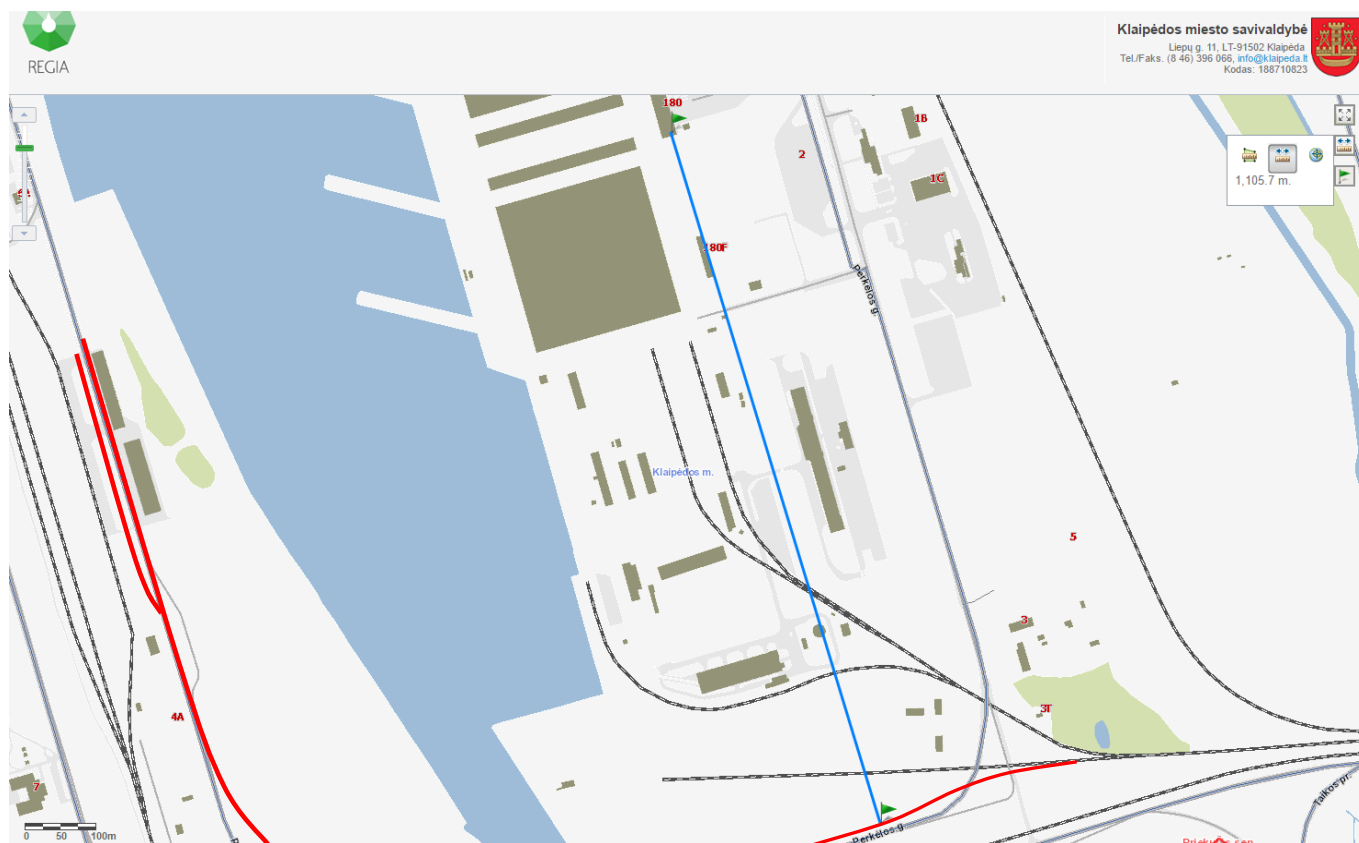 REGIA
Klaipėdos miesto savivaldybė
Liepų g. 11, LT-91502 Klaipėda
Tel./Faks. (8 46) 396 066, info@klaipeda.lt
Kodas: 188710823
180
1B
2
1C
1,105.7 m.
180F
Perkėlos g.
Klaipėdos m.
5
3
3T
4A
7
Taikos pr.
Perkėlos g.
0 50 100m